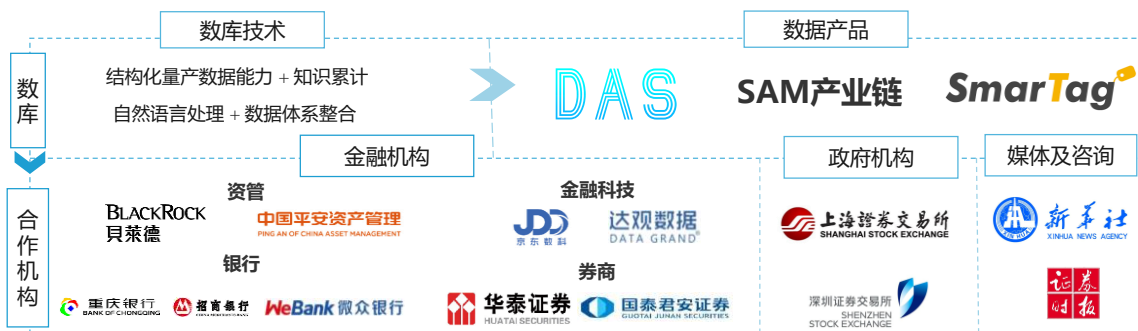 数库技术
数据产品
数库
结构化量产数据能力 + 知识累计
自然语言处理 + 数据体系整合
DAS
SAM产业链
SmarTag
金融机构
政府机构
媒体及咨询
合作机构
资管
金融科技
BLACKROCK
貝萊德
中国平安资产管理
PING AN OF CHINA ASSET MANAGEMENT
JDD
京东数科
达观数据
DATA GRAND
上海證券交易所
SHANGHAI STOCK EXCHANGE
新华社
XINHUA NEWS AGENCY
银行
券商
重庆银行
BANK OF CHONGQING
招商银行
WeBank 微众银行
华泰证券
HUATAI SECURITIES
国泰君安证券
GUOTAI JUNAN SECURITIES
深圳证券交易所
SHENZHEN
STOCK EXCHANGE
证券
时报